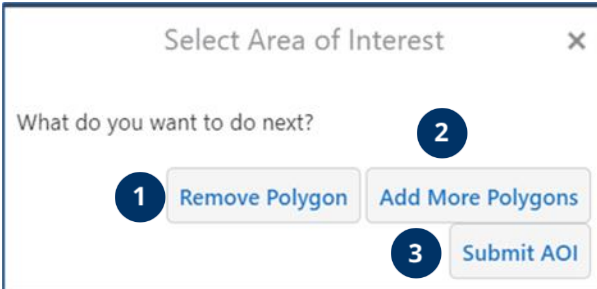 Select Area of Interest ×
What do you want to do next?
2
1 Remove Polygon Add More Polygons
3 Submit AOI